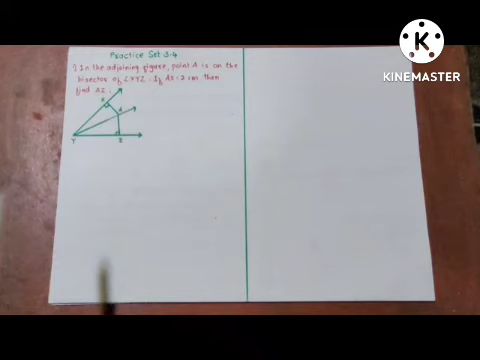 Practice Set 3.4
1) In the adjoining figure, point A is on the
bisector of ∠XYZ. If AX = 2 cm then
find AZ.
X
A
Y
Z
K
KINEMASTER